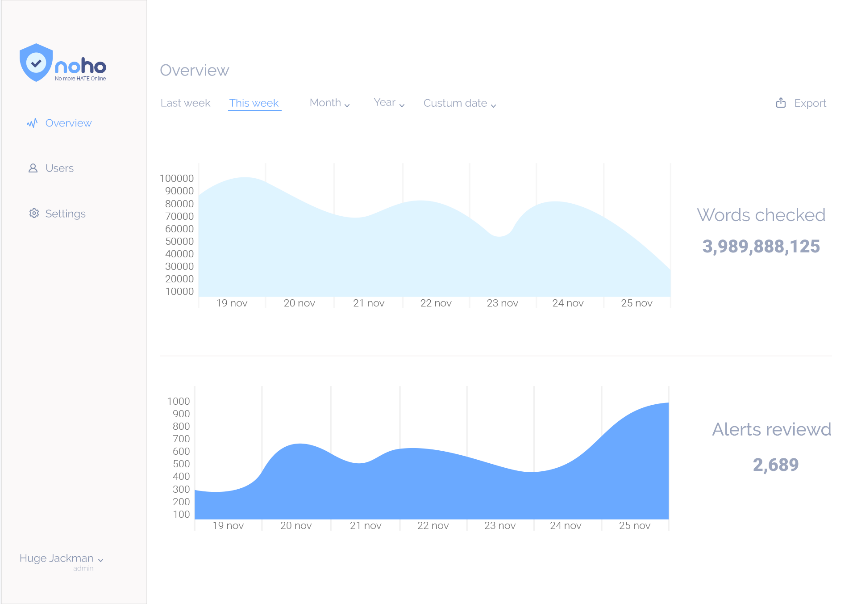 noho
No more HATE Online
Overview
Users
Settings
Huge Jackman
admin
Overview
Last week This week Month Year Custum date Export
100000
90000
80000
70000
60000
50000
40000
30000
20000
10000
19 nov 20 nov 21 nov 22 nov 23 nov 24 nov 25 nov
Words checked
3,989,888,125
1000
900
800
700
600
500
400
300
200
100
19 nov 20 nov 21 nov 22 nov 23 nov 24 nov 25 nov
Alerts reviewd
2,689